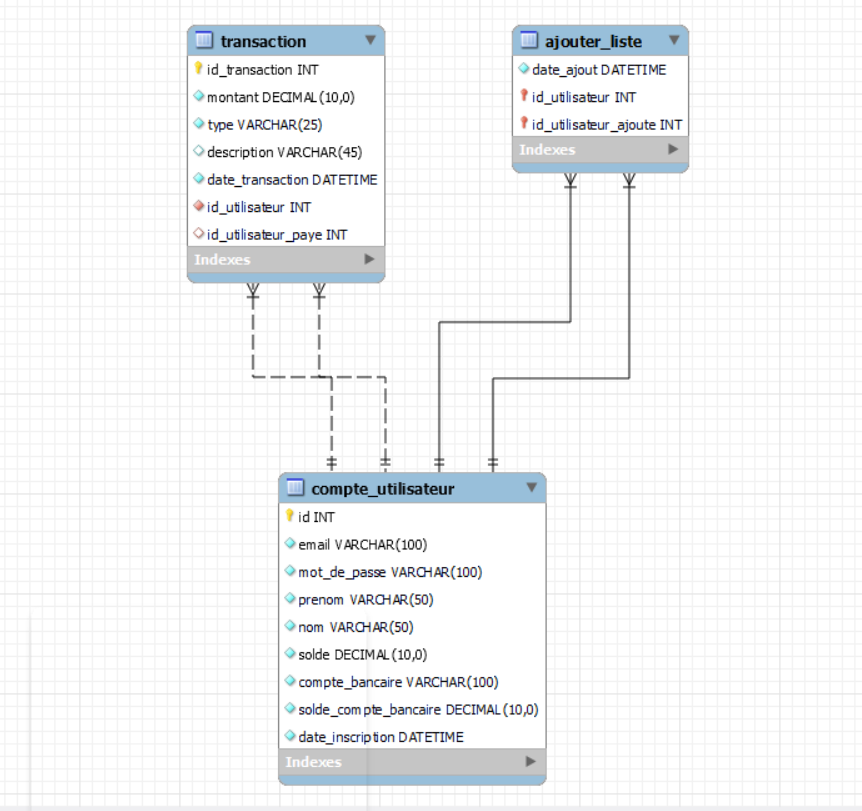 transaction
id_transaction INT
montant DECIMAL(10,0)
type VARCHAR(25)
description VARCHAR(45)
date_transaction DATETIME
id_utilisateur INT
id_utilisateur_paye INT
Indexes
ajouter_liste
date_ajout DATETIME
id_utilisateur INT
id_utilisateur_ajoute INT
Indexes
compte_utilisateur
id INT
email VARCHAR(100)
mot_de_passe VARCHAR(100)
prenom VARCHAR(50)
nom VARCHAR(50)
solde DECIMAL(10,0)
compte_bancaire VARCHAR(100)
solde_compte_bancaire DECIMAL(10,0)
date_inscription DATETIME
Indexes